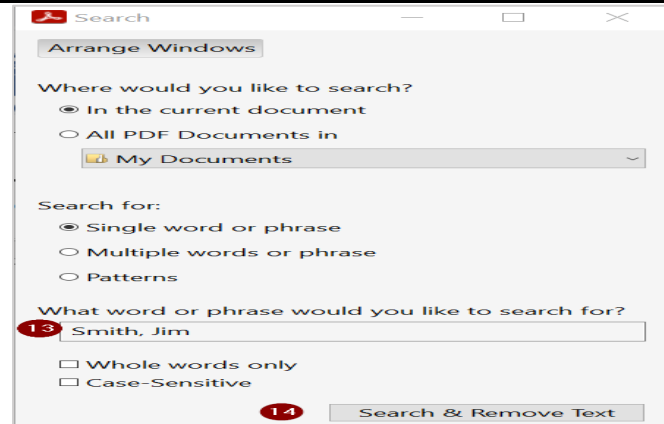 Search
Arrange Windows
Where would you like to search?
In the current document
All PDF Documents in
My Documents
Search for:
Single word or phrase
Multiple words or phrase
Patterns
What word or phrase would you like to search for?
13 Smith, Jim
Whole words only
Case-Sensitive
14 Search & Remove Text